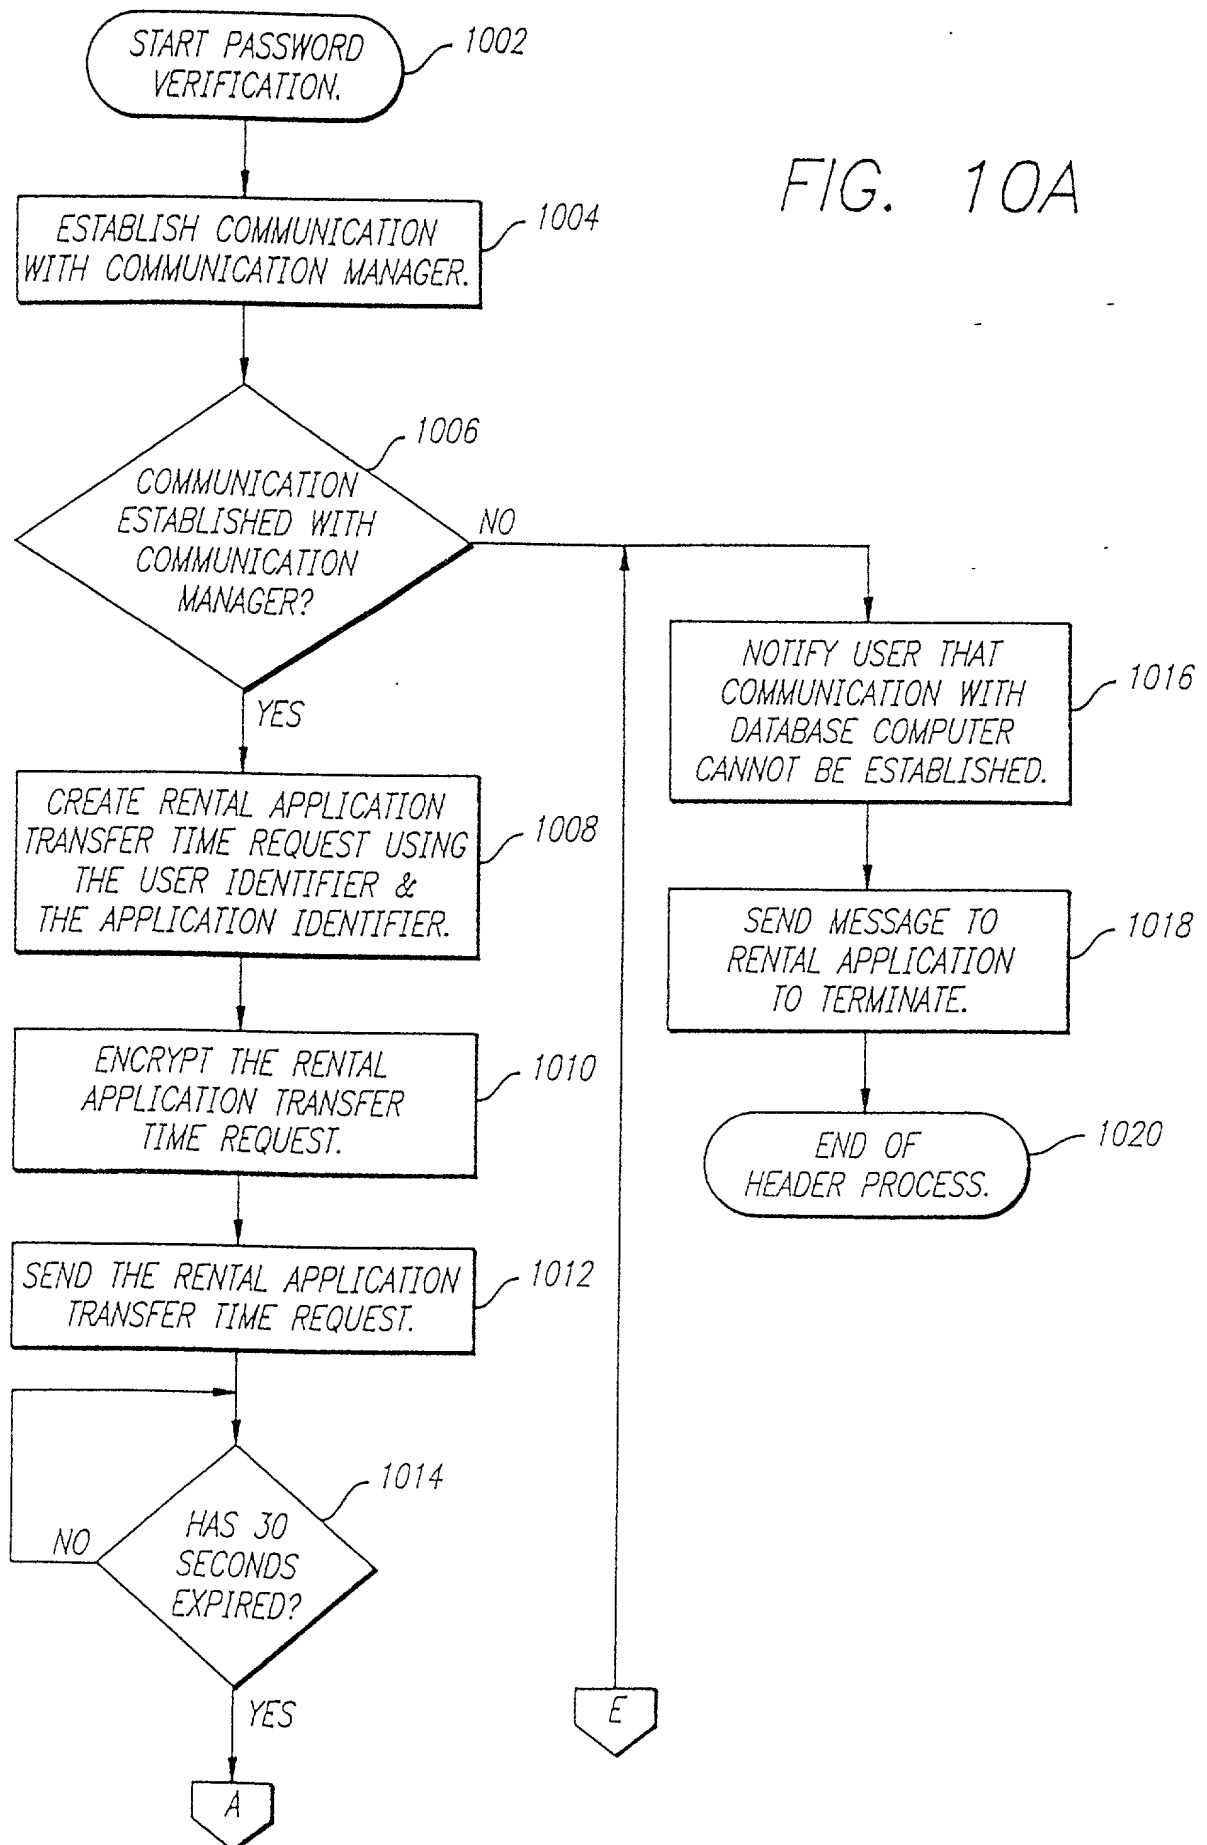 START PASSWORD
VERIFICATION.
1002
FIG. 10A
ESTABLISH COMMUNICATION
WITH COMMUNICATION MANAGER.
1004
COMMUNICATION
ESTABLISHED WITH
COMMUNICATION
MANAGER?
1006
NO
YES
CREATE RENTAL APPLICATION
TRANSFER TIME REQUEST USING
THE USER IDENTIFIER &
THE APPLICATION IDENTIFIER.
1008
ENCRYPT THE RENTAL
APPLICATION TRANSFER
TIME REQUEST.
1010
SEND THE RENTAL APPLICATION
TRANSFER TIME REQUEST.
1012
HAS 30
SECONDS
EXPIRED?
1014
NO
YES
A
NOTIFY USER THAT
COMMUNICATION WITH
DATABASE COMPUTER
CANNOT BE ESTABLISHED.
1016
SEND MESSAGE TO
RENTAL APPLICATION
TO TERMINATE.
1018
END OF
HEADER PROCESS.
1020
E